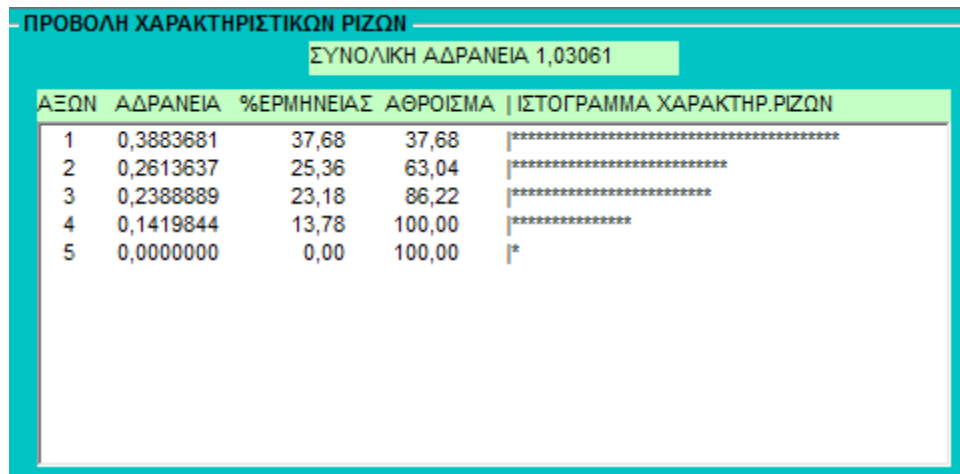 ΠΡΟΒΟΛΗ ΧΑΡΑΚΤΗΡΙΣΤΙΚΩΝ ΡΙΖΩΝ
ΣΥΝΟΛΙΚΗ ΑΔΡΑΝΕΙΑ 1,03061
ΑΞΩΝ ΑΔΡΑΝΕΙΑ %ΕΡΜΗΝΕΙΑΣ ΑΘΡΟΙΣΜΑ | ΙΣΤΟΓΡΑΜΜΑ ΧΑΡΑΚΤΗΡ.ΡΙΖΩΝ
1 0,3883681 37,68 37,68 |*****************************************
2 0,2613637 25,36 63,04 |***************************
3 0,2388889 23,18 86,22 |*************************
4 0,1419844 13,78 100,00 |***************
5 0,0000000 0,00 100,00 |*